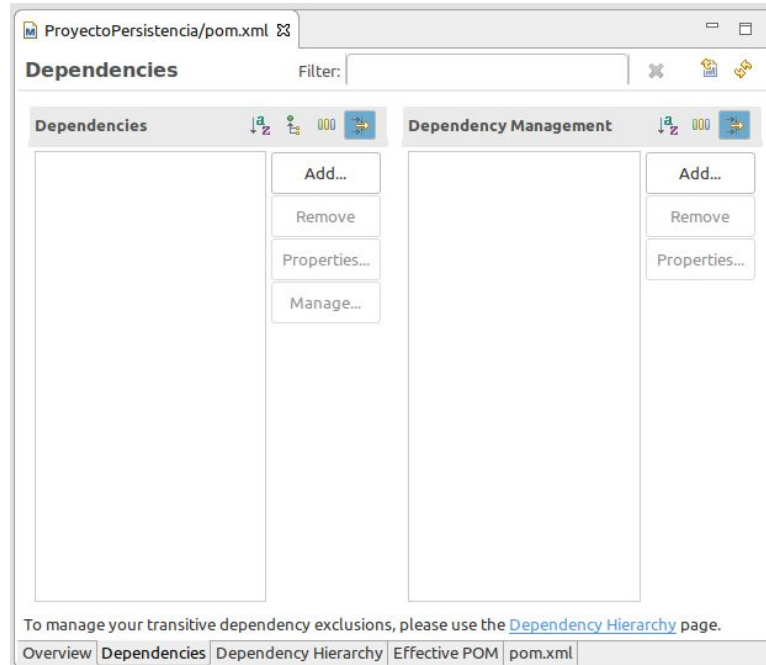 ProyectoPersistencia/pom.xml
Dependencies
Filter:
Dependencies
Dependency Management
Add...
Remove
Properties...
Manage...
Add...
Remove
Properties...
To manage your transitive dependency exclusions, please use the Dependency Hierarchy page.
Overview Dependencies Dependency Hierarchy Effective POM pom.xml